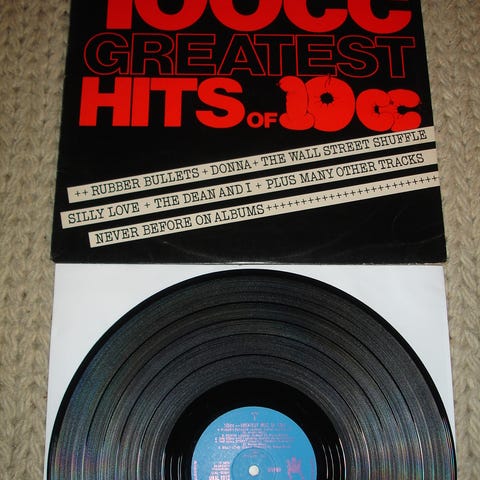 100cc
GREATEST
HITS OF 10cc
++ RUBBER BULLETS + DONNA + THE WALL STREET SHUFFLE
SILLY LOVE + THE DEAN AND I + PLUS MANY OTHER TRACKS
NEVER BEFORE ON ALBUMS ++++++++++++++++++++++++